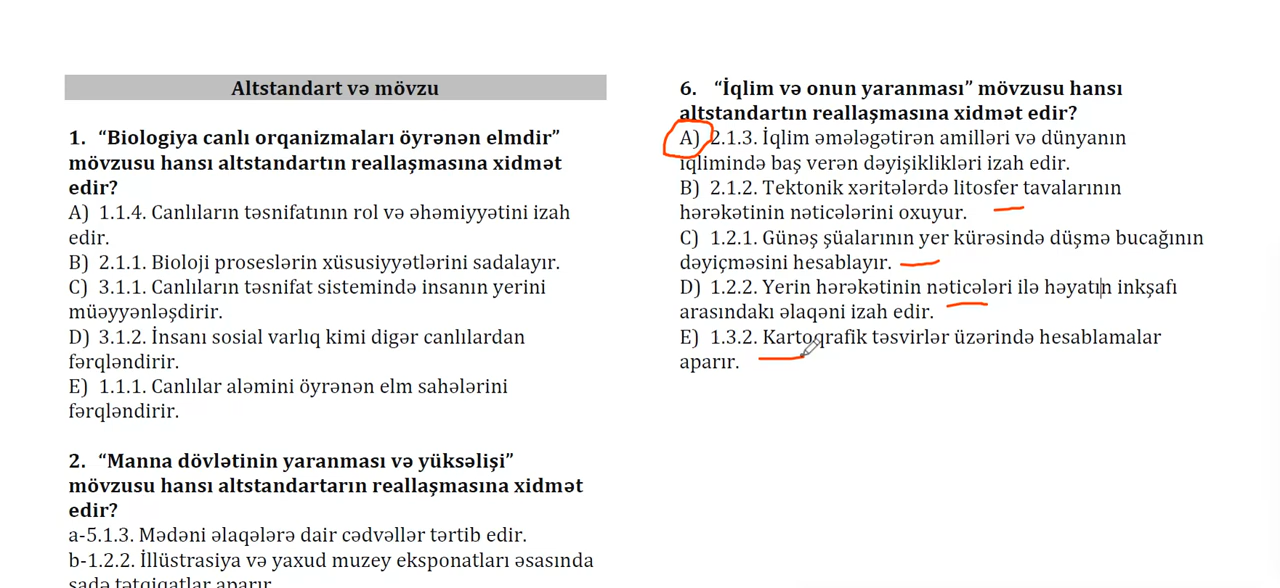 Altstandart və mövzu
1. “Biologiya canlı orqanizmaları öyrənən elmdir”
mövzusu hansı altstandartın reallaşmasına xidmət
edir?
A) 1.1.4. Canlıların təsnifatının rol və əhəmiyyətini izah
edir.
B) 2.1.1. Bioloji proseslərin xüsusiyyətlərini sadalayır.
C) 3.1.1. Canlıların təsnifat sistemində insanın yerini
müəyyənləşdirir.
D) 3.1.2. İnsanı sosial varlıq kimi digər canlılardan
fərqləndirir.
E) 1.1.1. Canlılar aləmini öyrənən elm sahələrini
fərqləndirir.
2. “Manna dövlətinin yaranması və yüksəlişi”
mövzusu hansı altstandartarın reallaşmasına xidmət
edir?
a-5.1.3. Mədəni əlaqələrə dair cədvəllər tərtib edir.
b-1.2.2. İllüstrasiya və yaxud muzey eksponatları əsasında
sadə tətqiqatlar aparır.
6. “İqlim və onun yaranması” mövzusu hansı
altstandartın reallaşmasına xidmət edir?
A) 2.1.3. İqlim əmələgətirən amilləri və dünyanın
iqlimində baş verən dəyişiklikləri izah edir.
B) 2.1.2. Tektonik xəritələrdə litosfer tavalarının
hərəkətinin nəticələrini oxuyur.
C) 1.2.1. Günəş şüalarının yer kürəsində düşmə bucağının
dəyiçməsini hesablayır.
D) 1.2.2. Yerin hərəkətinin nəticələri ilə həyatın inkşafı
arasındakı əlaqəni izah edir.
E) 1.3.2. Kartoqrafik təsvirlər üzərində hesablamalar
aparır.